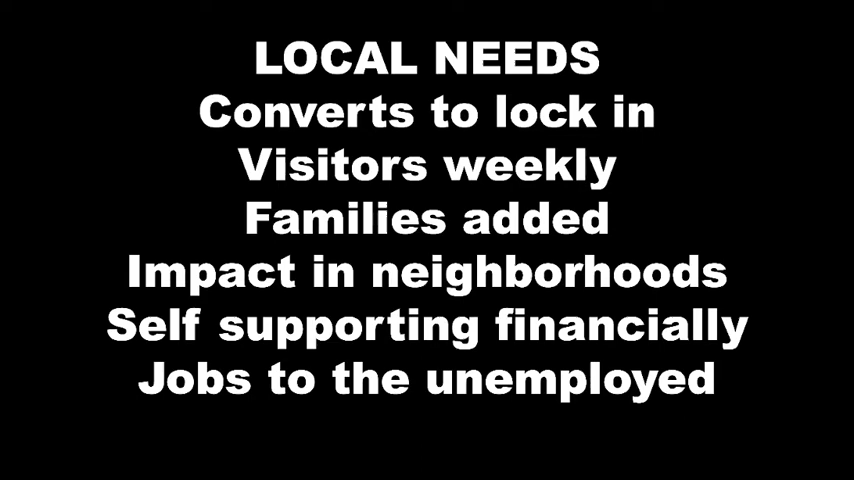 LOCAL NEEDS
Converts to lock in
Visitors weekly
Families added
Impact in neighborhoods
Self supporting financially
Jobs to the unemployed